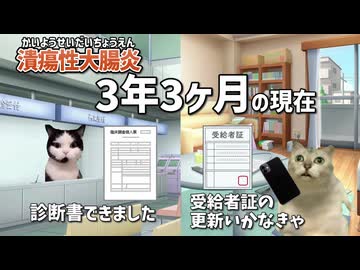 かいようせいだいちょうえん
潰瘍性大腸炎
3年3ヶ月の現在
臨床調査個人票
受給者証
診断書できました
受給者証の
更新いかなきゃ